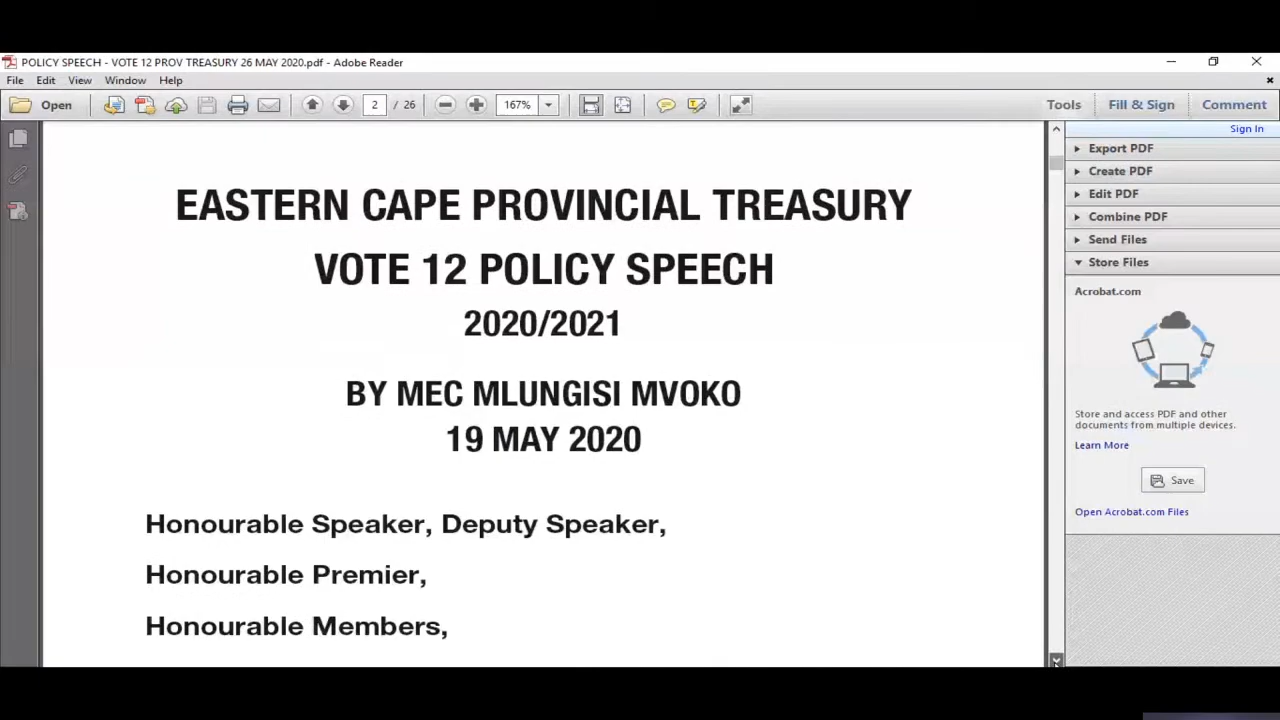 POLICY SPEECH - VOTE 12 PROV TREASURY 26 MAY 2020.pdf - Adobe Reader
File Edit View Window Help
Open 2 / 26 167% Tools Fill & Sign Comment
Sign In
Export PDF
Create PDF
Edit PDF
Combine PDF
Send Files
Store Files
Acrobat.com
Store and access PDF and other
documents from multiple devices.
Learn More
Save
Open Acrobat.com Files
EASTERN CAPE PROVINCIAL TREASURY
VOTE 12 POLICY SPEECH
2020/2021
BY MEC MLUNGISI MVOKO
19 MAY 2020
Honourable Speaker, Deputy Speaker,
Honourable Premier,
Honourable Members,